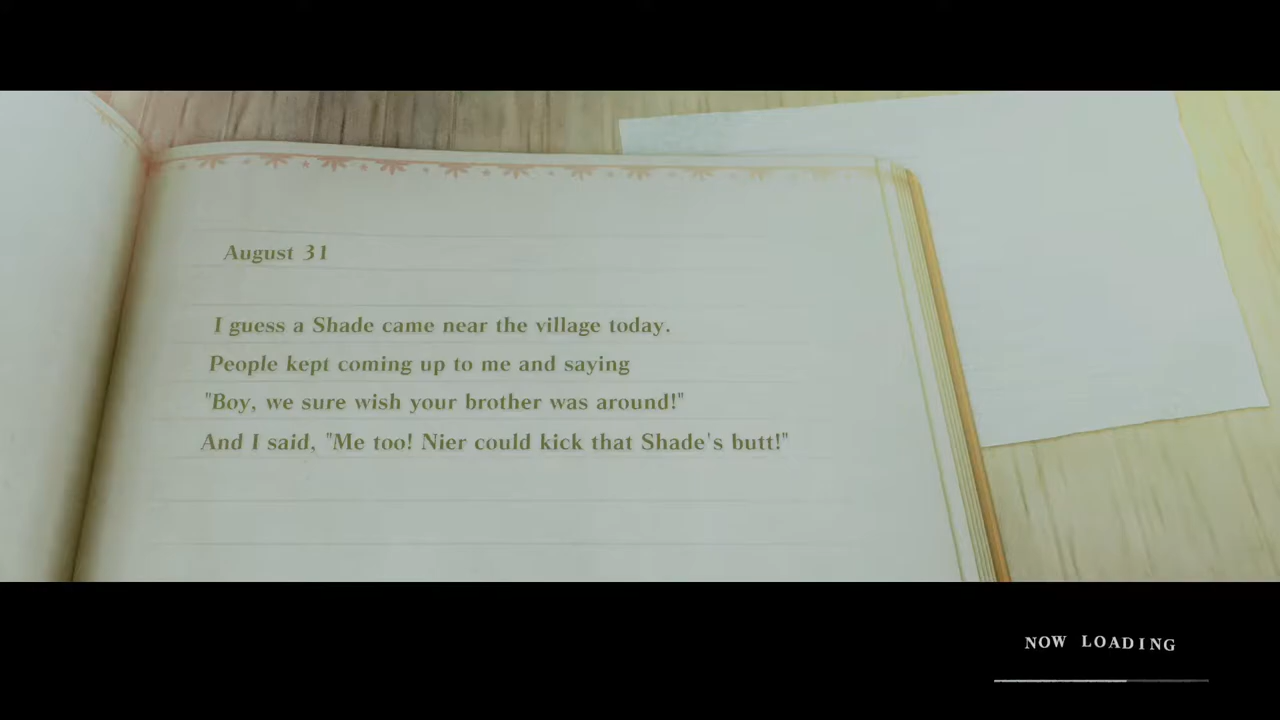 August 31
I guess a Shade came near the village today.
People kept coming up to me and saying
"Boy, we sure wish your brother was around!"
And I said, "Me too! Nier could kick that Shade's butt!"
NOW LOADING